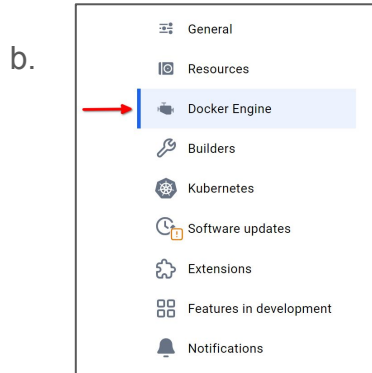 b.
General
Resources
Docker Engine
Builders
Kubernetes
Software updates
Extensions
Features in development
Notifications